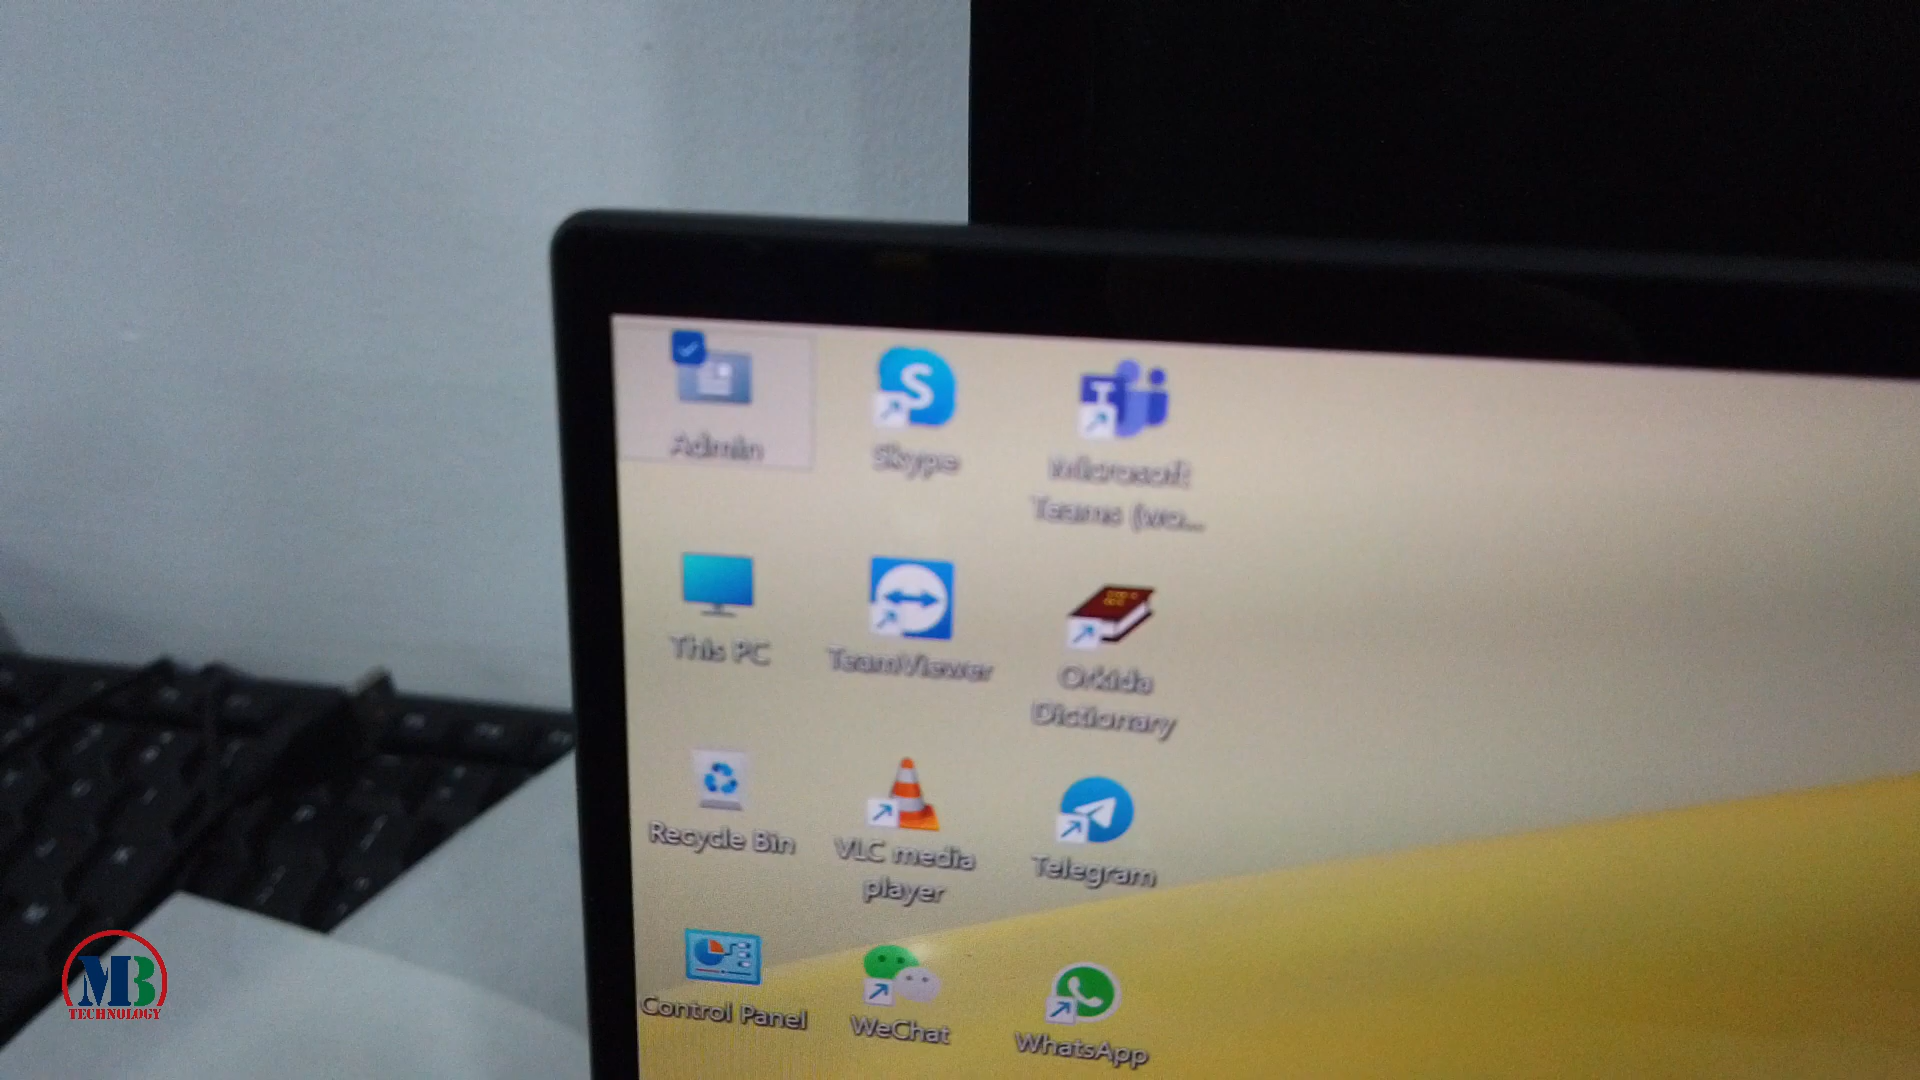 Admin
Skype
Microsoft
Teams (wo...
This PC
TeamViewer
Orkida
Dictionary
Recycle Bin
VLC media
player
Telegram
Control Panel
WeChat
WhatsApp
MB
TECHNOLOGY